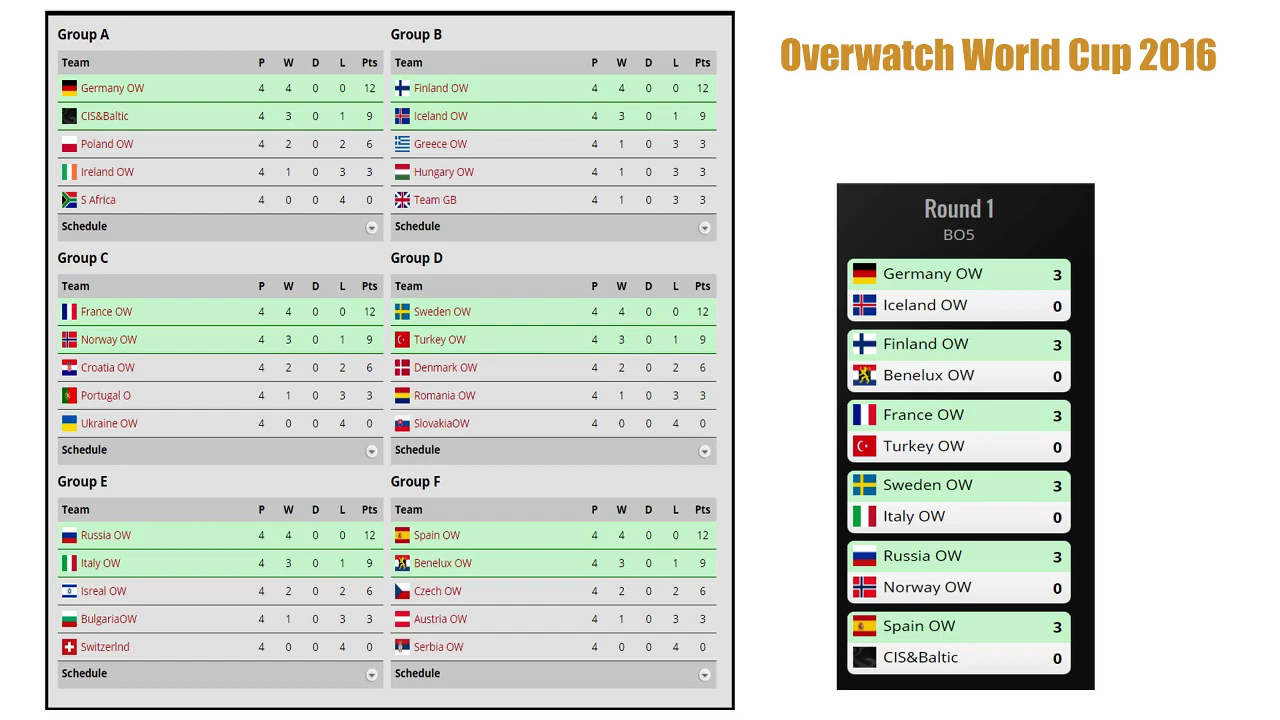 Overwatch World Cup 2016
Group A
Team P W D L Pts
Germany OW 4 4 0 0 12
CIS&Baltic 4 3 0 1 9
Poland OW 4 2 0 2 6
Ireland OW 4 1 0 3 3
S Africa 4 0 0 4 0
Schedule
Group B
Team P W D L Pts
Finland OW 4 4 0 0 12
Iceland OW 4 3 0 1 9
Greece OW 4 1 0 3 3
Hungary OW 4 1 0 3 3
Team GB 4 1 0 3 3
Schedule
Group C
Team P W D L Pts
France OW 4 4 0 0 12
Norway OW 4 3 0 1 9
Croatia OW 4 2 0 2 6
Portugal O 4 1 0 3 3
Ukraine OW 4 0 0 4 0
Schedule
Group D
Team P W D L Pts
Sweden OW 4 4 0 0 12
Turkey OW 4 3 0 1 9
Denmark OW 4 2 0 2 6
Romania OW 4 1 0 3 3
SlovakiaOW 4 0 0 4 0
Schedule
Group E
Team P W D L Pts
Russia OW 4 4 0 0 12
Italy OW 4 3 0 1 9
Isreal OW 4 2 0 2 6
BulgariaOW 4 1 0 3 3
Switzerlnd 4 0 0 4 0
Schedule
Group F
Team P W D L Pts
Spain OW 4 4 0 0 12
Benelux OW 4 3 0 1 9
Czech OW 4 2 0 2 6
Austria OW 4 1 0 3 3
Serbia OW 4 0 0 4 0
Schedule
Round 1
BO5
Germany OW 3
Iceland OW 0
Finland OW 3
Benelux OW 0
France OW 3
Turkey OW 0
Sweden OW 3
Italy OW 0
Russia OW 3
Norway OW 0
Spain OW 3
CIS&Baltic 0